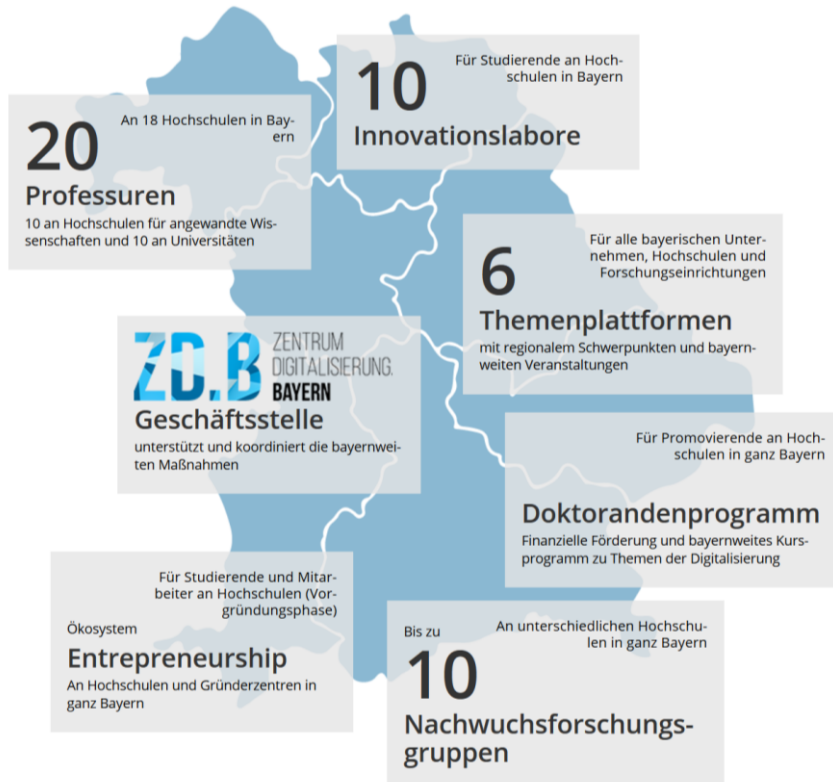 Für Studierende an Hoch-
schulen in Bayern
10
Innovationslabore
An 18 Hochschulen in Bay-
ern
20
Professuren
10 an Hochschulen für angewandte Wis-
senschaften und 10 an Universitäten
Für alle bayerischen Unter-
nehmen, Hochschulen und
Forschungseinrichtungen
6
Themenplattformen
mit regionalem Schwerpunkten und bayern-
weiten Veranstaltungen
ZD.B
ZENTRUM
DIGITALISIERUNG.
BAYERN
Geschäftsstelle
unterstützt und koordiniert die bayernwei-
ten Maßnahmen
Für Promovierende an Hoch-
schulen in ganz Bayern
Doktorandenprogramm
Finanzielle Förderung und bayernweites Kurs-
programm zu Themen der Digitalisierung
Für Studierende und Mitar-
beiter an Hochschulen (Vor-
gründungsphase)
Ökosystem
Entrepreneurship
An Hochschulen und Gründerzentren in
ganz Bayern
An unterschiedlichen Hochschu-
len in ganz Bayern
Bis zu
10
Nachwuchsforschungs-
gruppen